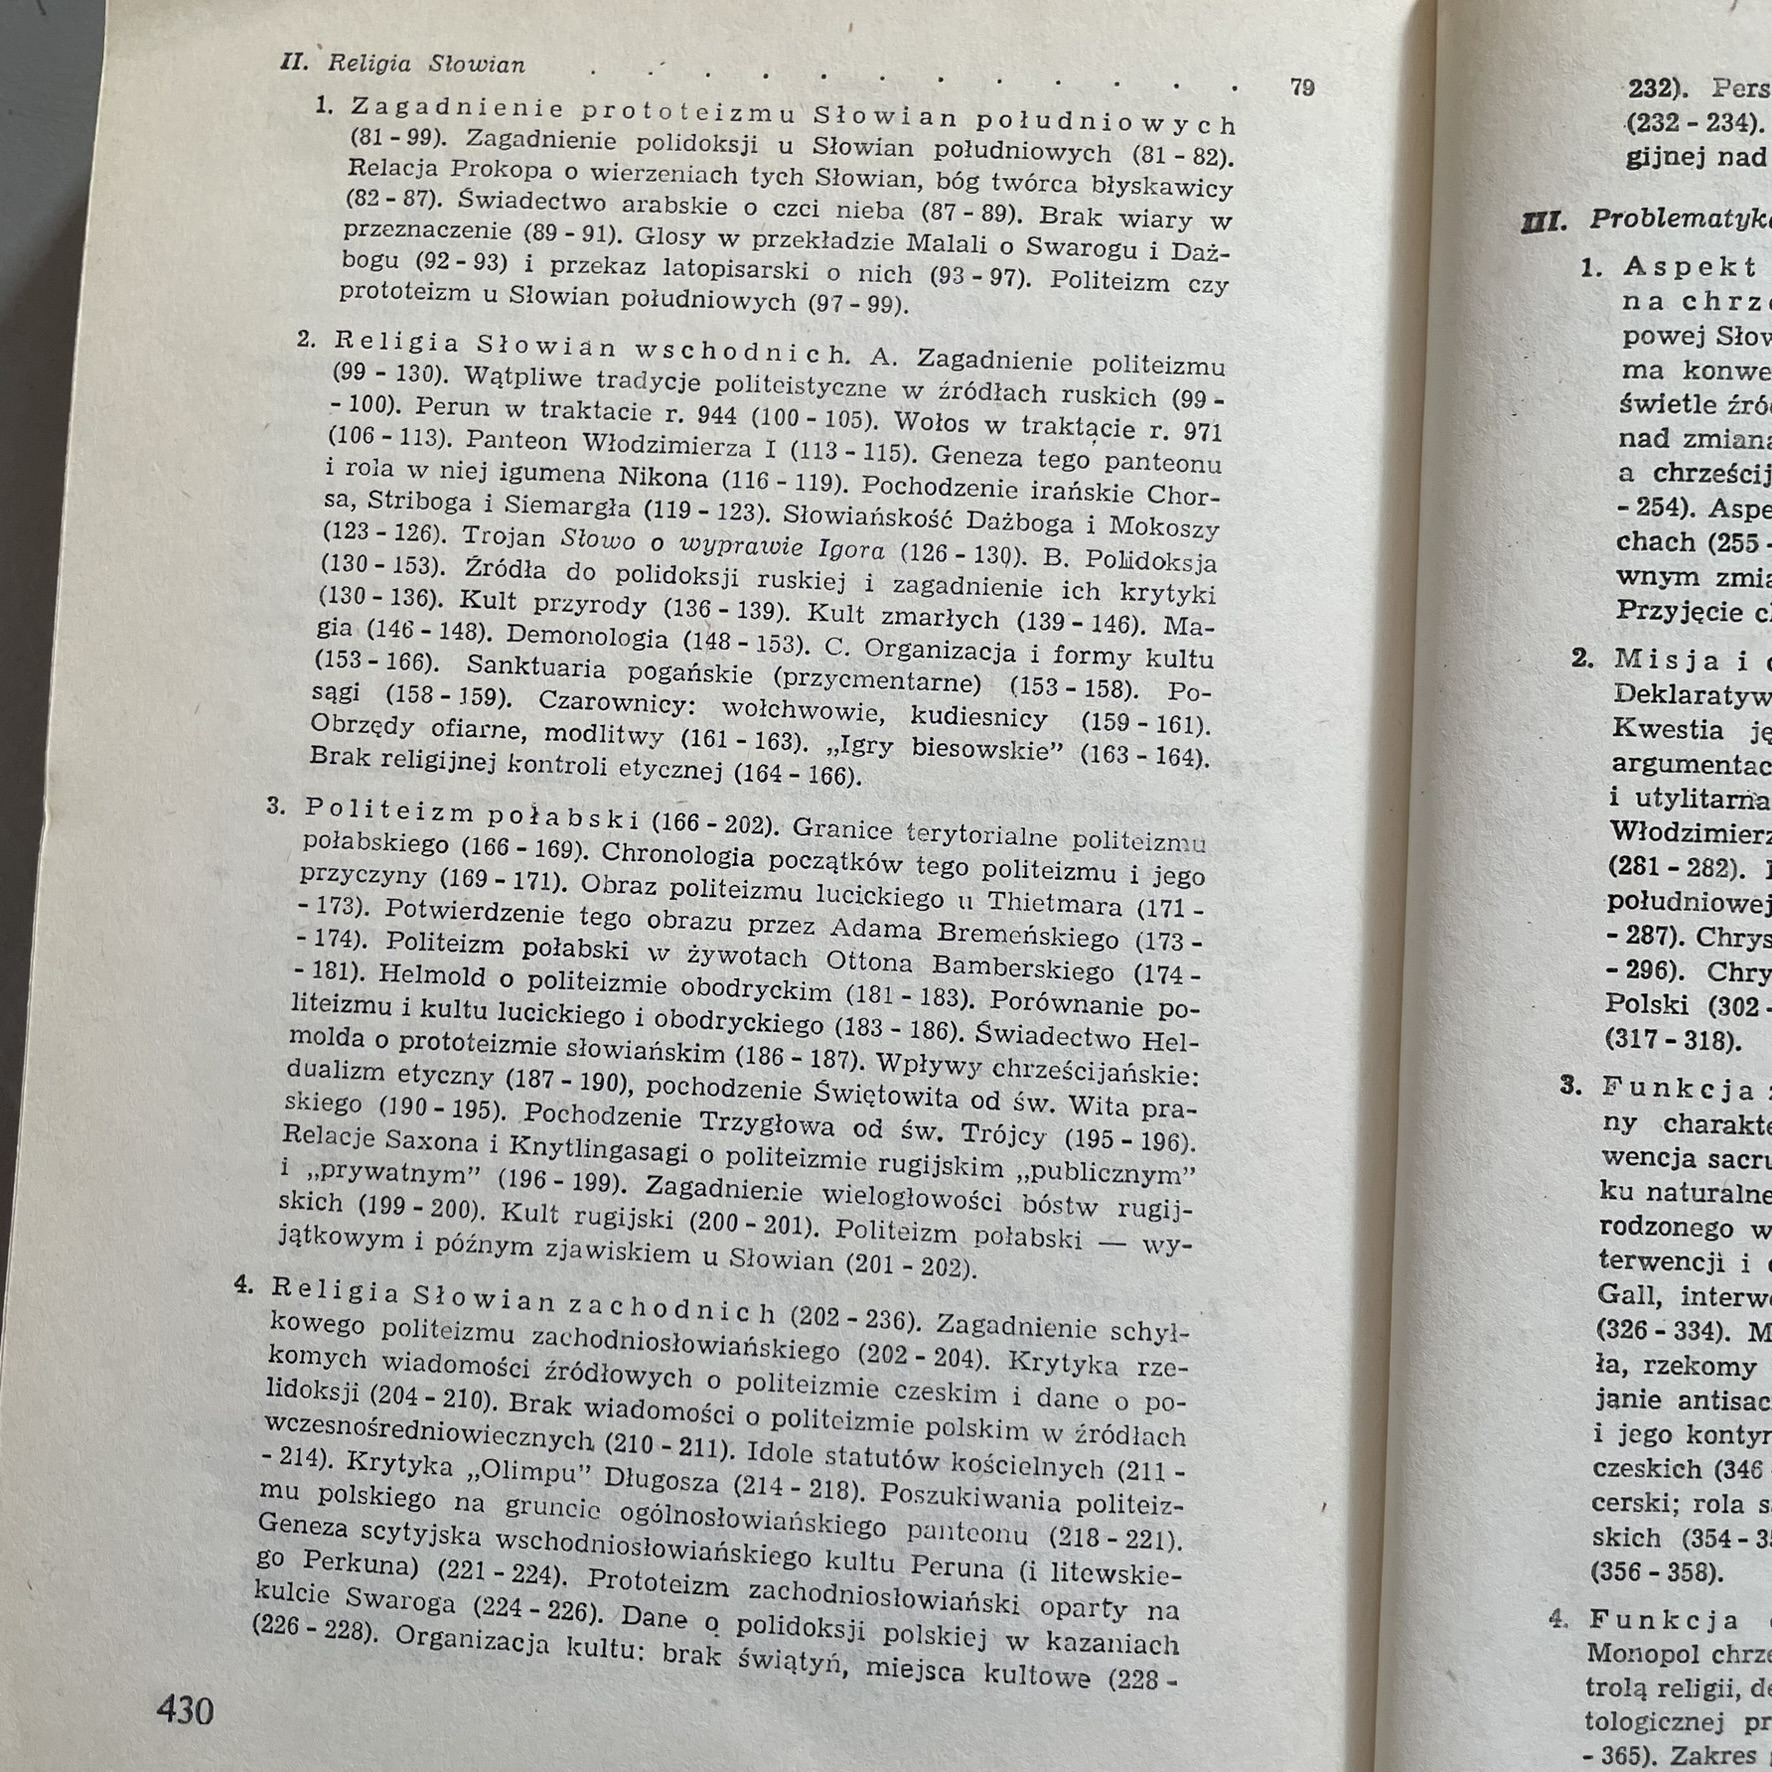 II. Religia Słowian . . . . . . . . . . . . 79
1. Zagadnienie prototeizmu Słowian południowych
(81 - 99). Zagadnienie polidoksji u Słowian południowych (81 - 82).
Relacja Prokopa o wierzeniach tych Słowian, bóg twórca błyskawicy
(82 - 87). Świadectwo arabskie o czci nieba (87 - 89). Brak wiary w
przeznaczenie (89 - 91). Glosy w przekładzie Malali o Swarogu i Daż-
bogu (92 - 93) i przekaz latopisarski o nich (93 - 97). Politeizm czy
prototeizm u Słowian południowych (97 - 99).
2. Religia Słowian wschodnich. A. Zagadnienie politeizmu
(99 - 130). Wątpliwe tradycje politeistyczne w źródłach ruskich (99 -
- 100). Perun w traktacie r. 944 (100 - 105). Wołos w traktacie r. 971
(106 - 113). Panteon Włodzimierza I (113 - 115). Geneza tego panteonu
i rola w niej igumena Nikona (116 - 119). Pochodzenie irańskie Chor-
sa, Striboga i Siemargła (119 - 123). Słowiańskość Dażboga i Mokoszy
(123 - 126). Trojan Słowo o wyprawie Igora (126 - 130). B. Polidoksja
(130 - 153). Źródła do polidoksji ruskiej i zagadnienie ich krytyki
(130 - 136). Kult przyrody (136 - 139). Kult zmarłych (139 - 146). Ma-
gia (146 - 148). Demonologia (148 - 153). C. Organizacja i formy kultu
(153 - 166). Sanktuaria pogańskie (przycmentarne) (153 - 158). Po-
sągi (158 - 159). Czarownicy: wołchwowie, kudiesnicy (159 - 161).
Obrzędy ofiarne, modlitwy (161 - 163). „Igry biesowskie” (163 - 164).
Brak religijnej kontroli etycznej (164 - 166).
3. Politeizm połabski (166 - 202). Granice terytorialne politeizmu
połabskiego (166 - 169). Chronologia początków tego politeizmu i jego
przyczyny (169 - 171). Obraz politeizmu lucickiego u Thietmara (171 -
- 173). Potwierdzenie tego obrazu przez Adama Bremeńskiego (173 -
- 174). Politeizm połabski w żywotach Ottona Bamberskiego (174 -
- 181). Helmold o politeizmie obodryckim (181 - 183). Porównanie po-
liteizmu i kultu lucickiego i obodryckiego (183 - 186). Świadectwo Hel-
molda o prototeizmie słowiańskim (186 - 187). Wpływy chrześcijańskie:
dualizm etyczny (187 - 190), pochodzenie Świętowita od św. Wita pra-
skiego (190 - 195). Pochodzenie Trzygłowa od św. Trójcy (195 - 196).
Relacje Saxona i Knytlingasagi o politeizmie rugijskim „publicznym”
i „prywatnym” (196 - 199). Zagadnienie wielogłowości bóstw rugij-
skich (199 - 200). Kult rugijski (200 - 201). Politeizm połabski — wy-
jątkowym i późnym zjawiskiem u Słowian (201 - 202).
4. Religia Słowian zachodnich (202 - 236). Zagadnienie schył-
kowego politeizmu zachodniosłowiańskiego (202 - 204). Krytyka rze-
komych wiadomości źródłowych o politeizmie czeskim i dane o po-
lidoksji (204 - 210). Brak wiadomości o politeizmie polskim w źródłach
wczesnośredniowiecznych (210 - 211). Idole statutów kościelnych (211 -
- 214). Krytyka „Olimpu” Długosza (214 - 218). Poszukiwania politeiz-
mu polskiego na gruncie ogólnosłowiańskiego panteonu (218 - 221).
Geneza scytyjska wschodniosłowiańskiego kultu Peruna (i litewskie-
go Perkuna) (221 - 224). Prototeizm zachodniosłowiański oparty na
kulcie Swaroga (224 - 226). Dane o polidoksji polskiej w kazaniach
(226 - 228). Organizacja kultu: brak świątyń, miejsca kultowe (228 -
430
232). Pers
(232 - 234).
gijnej nad
III. Problematyk
1. Aspekt
na chrze
powej Słow
ma konwe
świetle źró
nad zmian
a chrześcij
- 254). Aspe
chach (255 -
wnym zmia
Przyjęcie c
2. Misja i
Deklaratyw
Kwestia ję
argumentac
i utylitarna
Włodzimierz
(281 - 282).
południowej
- 287). Chrys
- 296). Chry
Polski (302 -
(317 - 318).
3. Funkcja
ny charakte
wencja sacru
ku naturalne
rodzonego w
terwencji i
Gall, interwe
(326 - 334). M
ła, rzekomy
janie antisac
i jego kontyn
czeskich (346
cerski; rola s
skich (354 - 35
(356 - 358).
4. Funkcja
Monopol chrze
trolą religii, de
tologicznej pr
- 365). Zakres